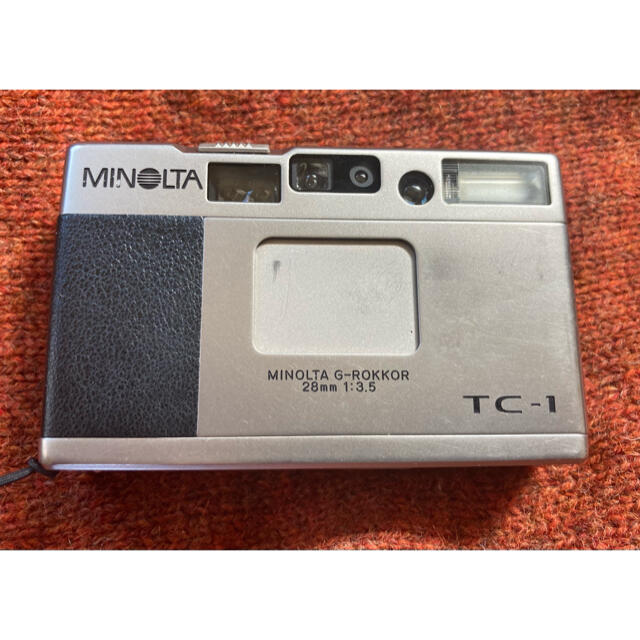 MINOLTA
MINOLTA G-ROKKOR
28mm 1:3.5
TC-1